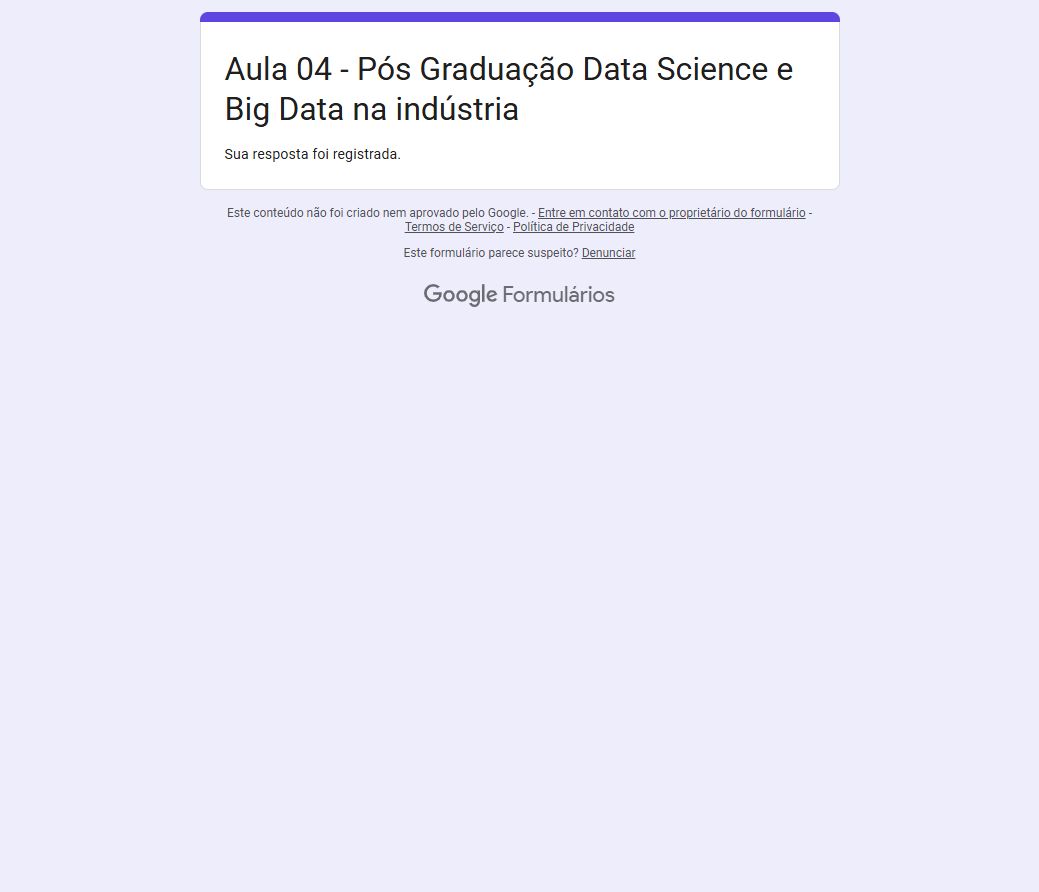 Aula 04 - Pós Graduação Data Science e
Big Data na indústria
Sua resposta foi registrada.
Este conteúdo não foi criado nem aprovado pelo Google. - Entre em contato com o proprietário do formulário -
Termos de Serviço - Política de Privacidade
Este formulário parece suspeito? Denunciar
Google Formulários